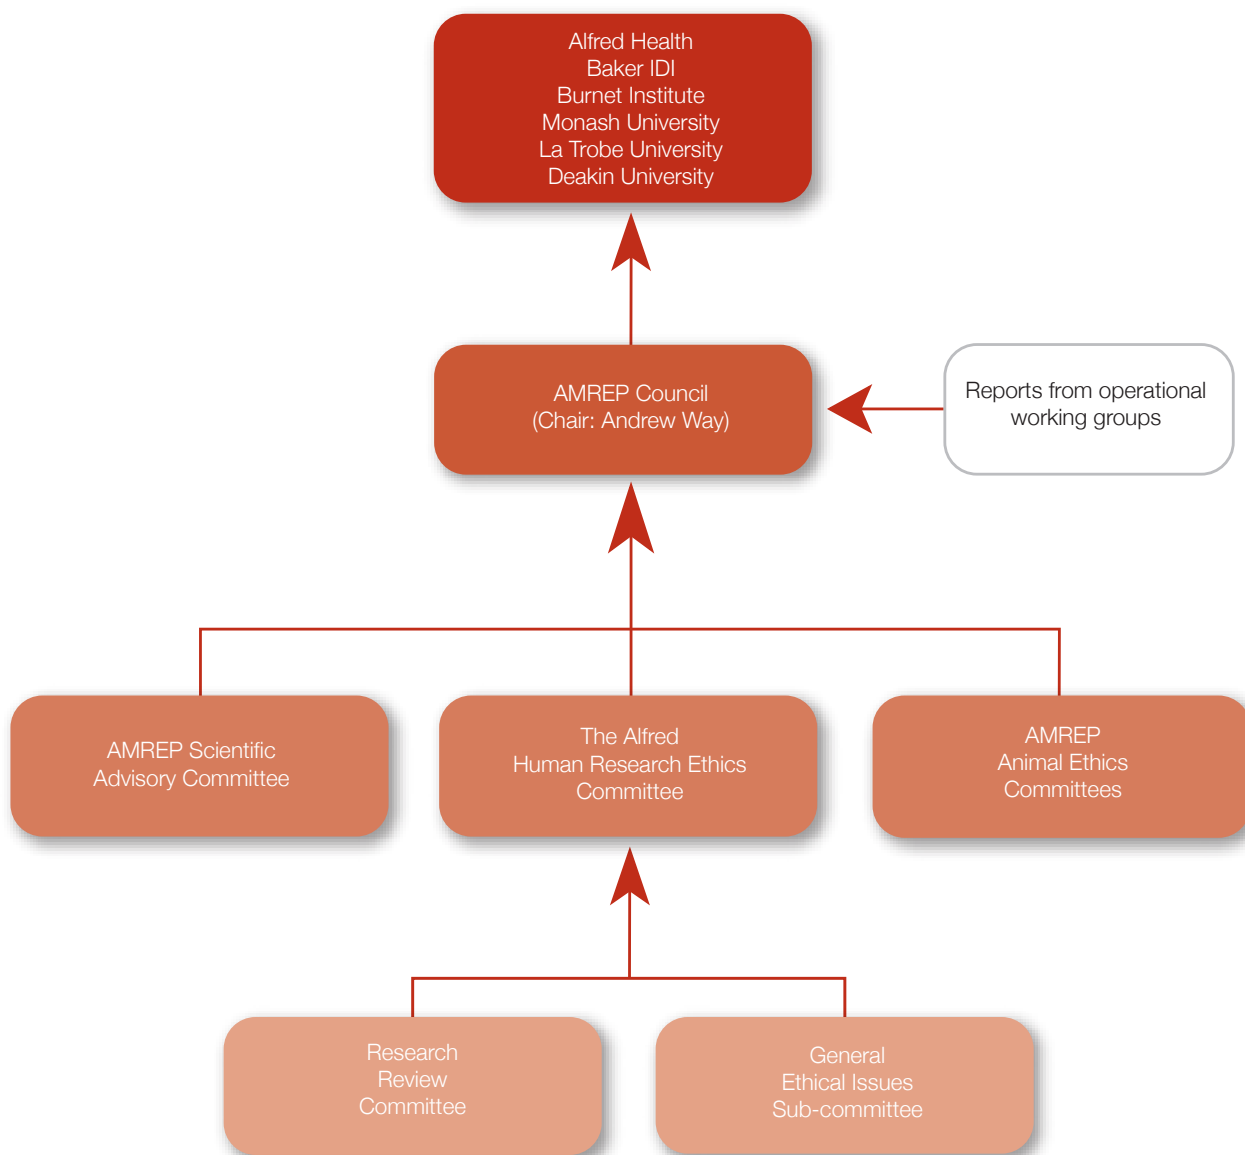 Alfred Health
Baker IDI
Burnet Institute
Monash University
La Trobe University
Deakin University
AMREP Council
(Chair: Andrew Way)
Reports from operational
working groups
AMREP Scientific
Advisory Committee
The Alfred
Human Research Ethics
Committee
AMREP
Animal Ethics
Committees
Research
Review
Committee
General
Ethical Issues
Sub-committee